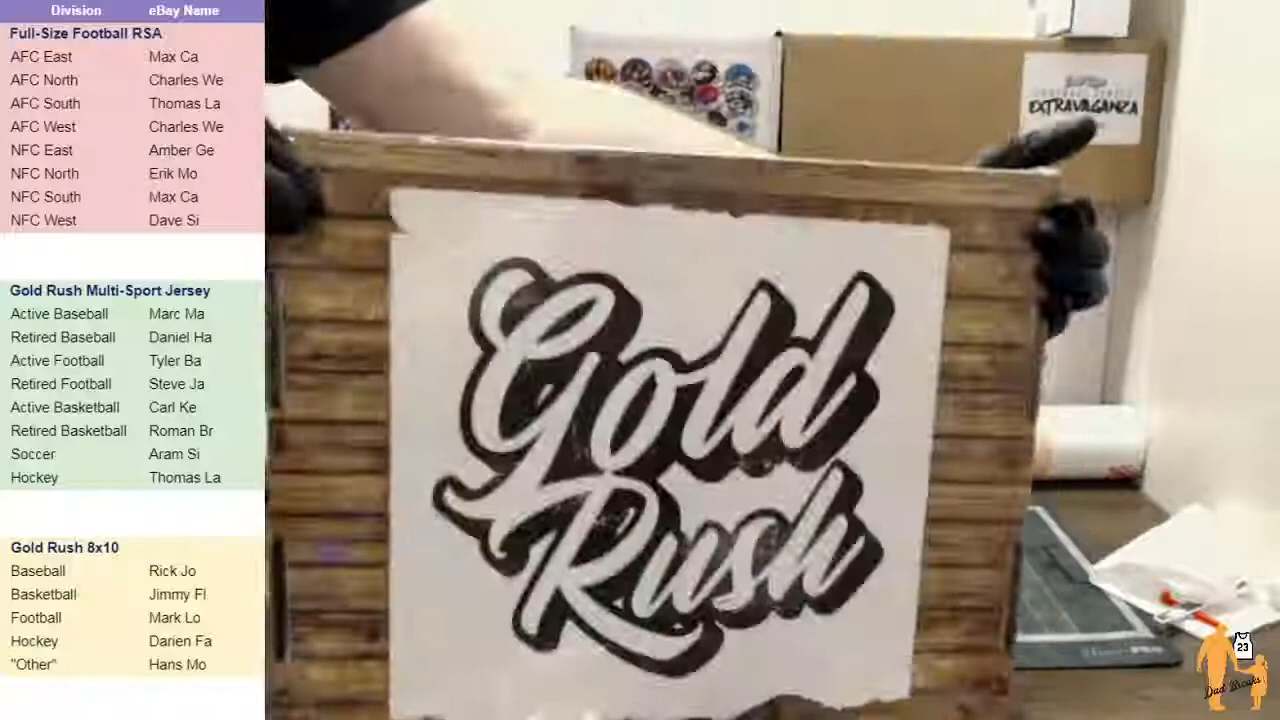 Division eBay Name
Full-Size Football RSA
AFC East Max Ca
AFC North Charles We
AFC South Thomas La
AFC West Charles We
NFC East Amber Ge
NFC North Erik Mo
NFC South Max Ca
NFC West Dave Si
Gold Rush Multi-Sport Jersey
Active Baseball Marc Ma
Retired Baseball Daniel Ha
Active Football Tyler Ba
Retired Football Steve Ja
Active Basketball Carl Ke
Retired Basketball Roman Br
Soccer Aram Si
Hockey Thomas La
Gold Rush 8x10
Baseball Rick Jo
Basketball Jimmy Fl
Football Mark Lo
Hockey Darien Fa
"Other" Hans Mo
EXTRAVAGANZA
Gold
Rush
23
Dad Breaks